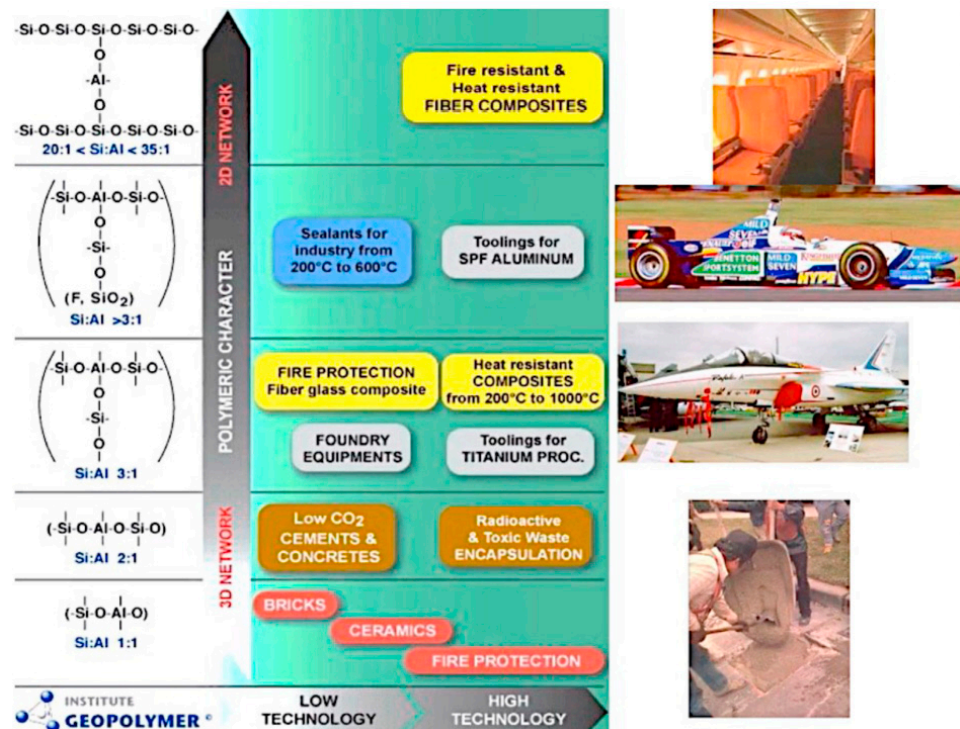 -Si-O-Si-O-Si-O-Si-O-Si-O-
O
-Al-
O
-Si-O-Si-O-Si-O-Si-O-Si-O-
20:1 < Si:Al < 35:1
-Si-O-Al-O-Si-O-
O
-Si-
O
(F, SiO₂)
Si:Al >3:1
-Si-O-Al-O-Si-O-
O
-Si-
O
Si:Al 3:1
(-Si-O-Al-O-Si-O)
Si:Al 2:1
(-Si-O-Al-O)
Si:Al 1:1
2D NETWORK
POLYMERIC CHARACTER
3D NETWORK
Fire resistant &
Heat resistant
FIBER COMPOSITES
Sealants for
industry from
200°C to 600°C
Toolings for
SPF ALUMINUM
FIRE PROTECTION
Fiber glass composite
Heat resistant
COMPOSITES
from 200°C to 1000°C
FOUNDRY
EQUIPMENTS
Toolings for
TITANIUM PROC.
Low CO₂
CEMENTS &
CONCRETES
Radioactive
& Toxic Waste
ENCAPSULATION
BRICKS
CERAMICS
FIRE PROTECTION
INSTITUTE
GEOPOLYMER©
LOW
TECHNOLOGY
HIGH
TECHNOLOGY
MILD
SEVEN
BENETTON
SPORTSYSTEM
MILD
SEVEN
HYPE